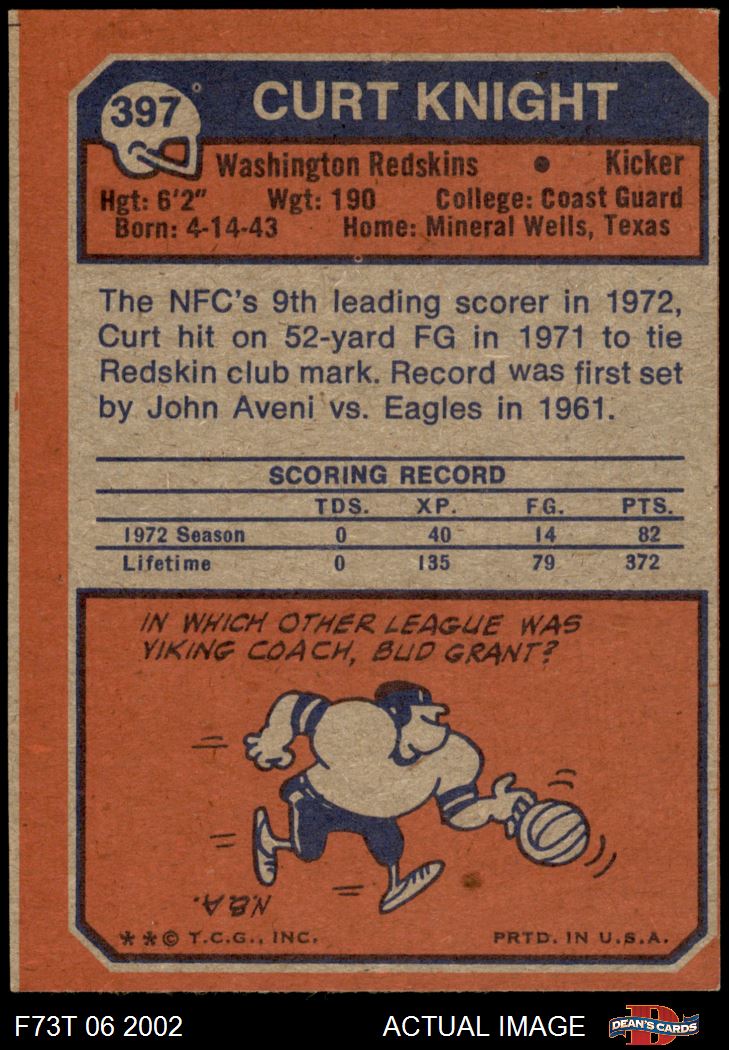 397
CURT KNIGHT
Washington Redskins • Kicker
Hgt: 6'2" Wgt: 190 College: Coast Guard
Born: 4-14-43 Home: Mineral Wells, Texas
The NFC's 9th leading scorer in 1972,
Curt hit on 52-yard FG in 1971 to tie
Redskin club mark. Record was first set
by John Aveni vs. Eagles in 1961.
SCORING RECORD
TDS. XP. FG. PTS.
1972 Season 0 40 14 82
Lifetime 0 135 79 372
IN WHICH OTHER LEAGUE WAS
VIKING COACH, BUD GRANT?
N.B.A.
**© T.C.G., INC. PRTD. IN U.S.A.
F73T 06 2002 ACTUAL IMAGE
D
DEAN'S CARDS